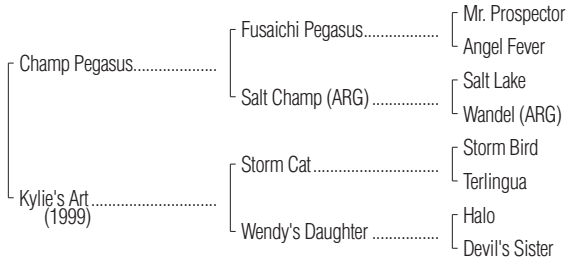 Mr. Prospector
Fusaichi Pegasus..................
Angel Fever
Champ Pegasus....................
Salt Lake
Salt Champ (ARG) ................
Wandel (ARG)
Storm Bird
Storm Cat..............................
Terlingua
Kylie's Art..............................
(1999)
Halo
Wendy's Daughter ................
Devil's Sister